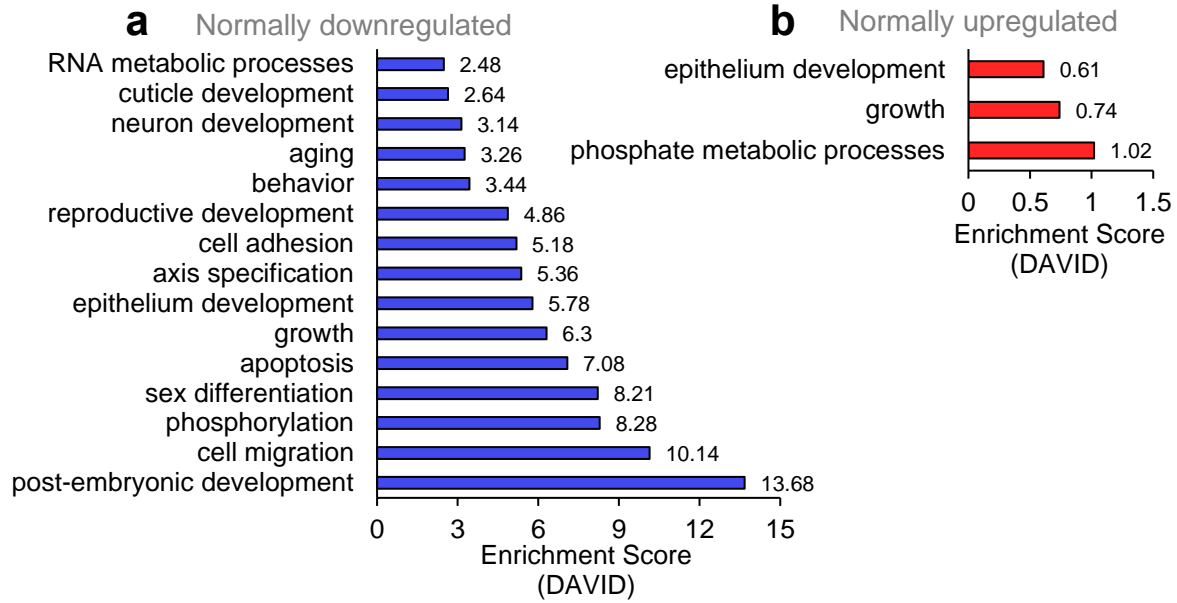 a Normally downregulated
RNA metabolic processes 2.48
cuticle development 2.64
neuron development 3.14
aging 3.26
behavior 3.44
reproductive development 4.86
cell adhesion 5.18
axis specification 5.36
epithelium development 5.78
growth 6.3
apoptosis 7.08
sex differentiation 8.21
phosphorylation 8.28
cell migration 10.14
post-embryonic development 13.68
0 3 6 9 12 15
Enrichment Score
(DAVID)
b Normally upregulated
epithelium development 0.61
growth 0.74
phosphate metabolic processes 1.02
0 0.5 1 1.5
Enrichment Score
(DAVID)